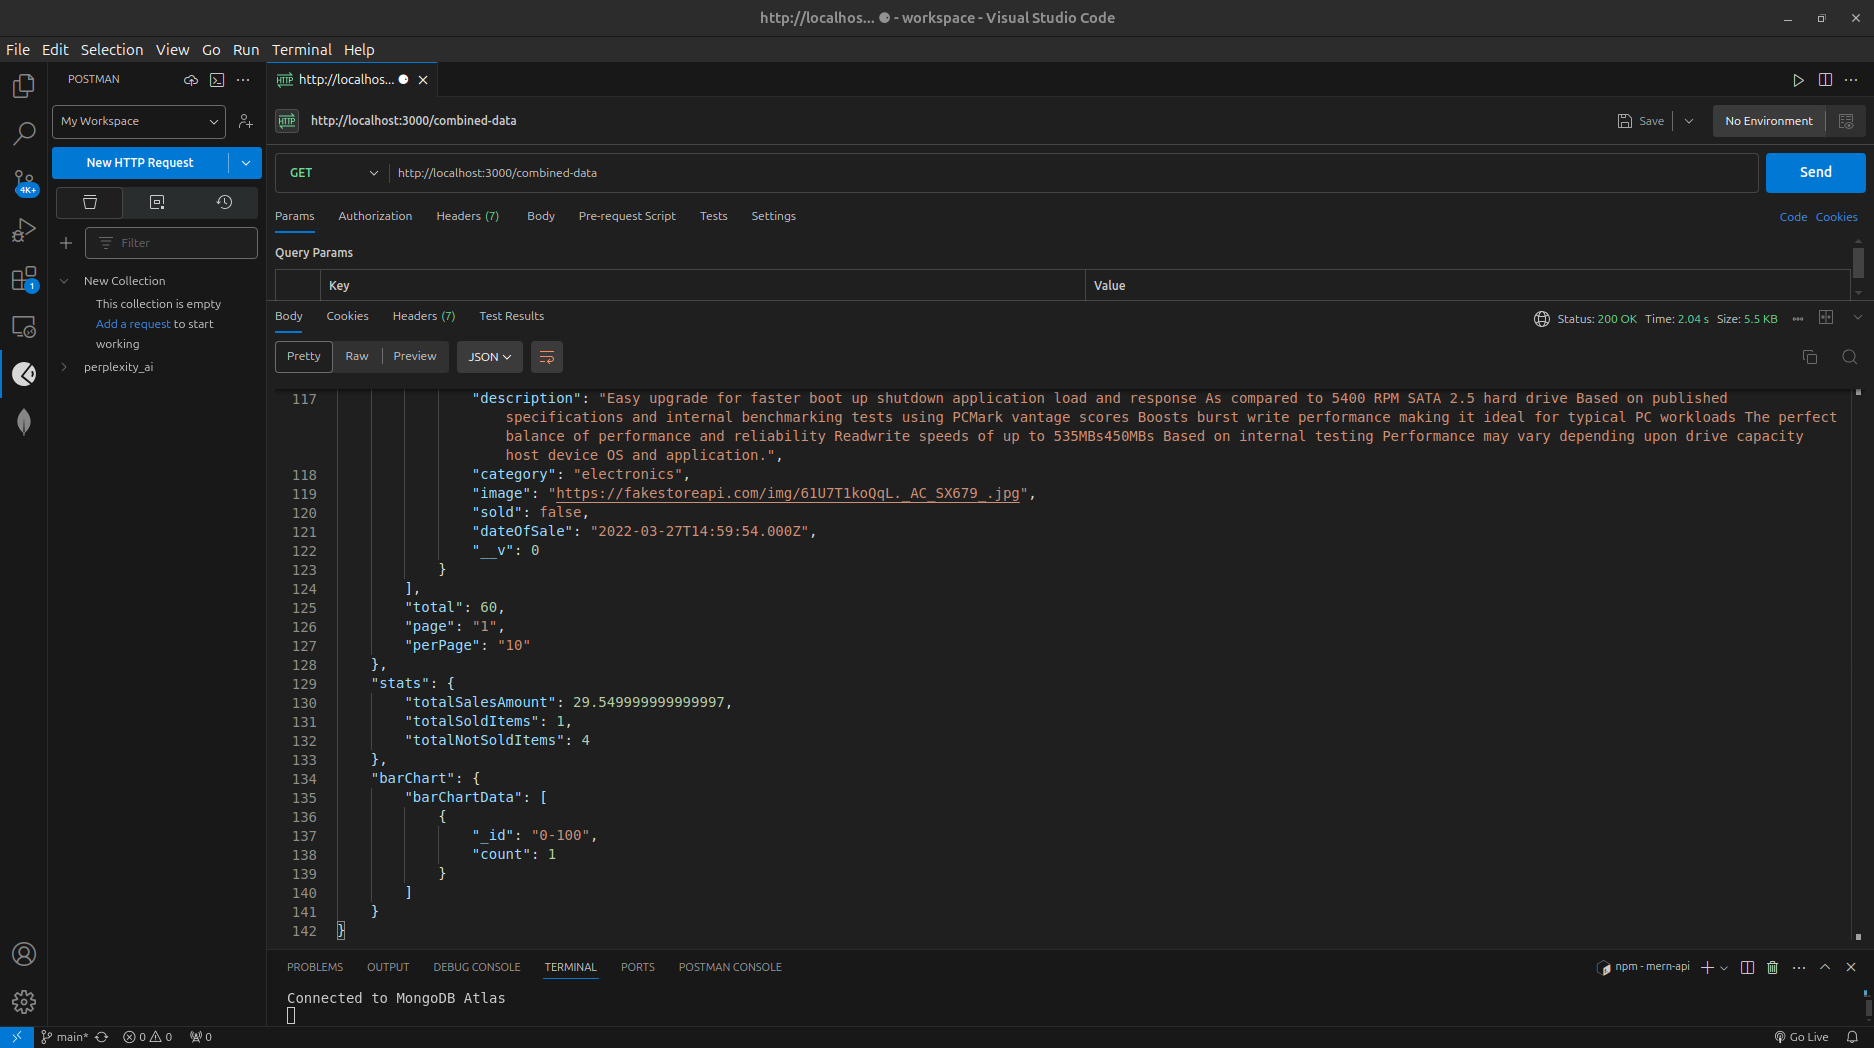 http://localhos... - workspace - Visual Studio Code
File Edit Selection View Go Run Terminal Help
POSTMAN
http://localhos...
My Workspace
HTTP http://localhost:3000/combined-data
Save
No Environment
New HTTP Request
GET http://localhost:3000/combined-data
Send
4K+
Params Authorization Headers (7) Body Pre-request Script Tests Settings
Code Cookies
Filter
Query Params
Key Value
1
New Collection
This collection is empty
Add a request to start
working
perplexity_ai
Body Cookies Headers (7) Test Results
Status: 200 OK Time: 2.04 s Size: 5.5 KB
Pretty Raw Preview JSON
117 "description": "Easy upgrade for faster boot up shutdown application load and response As compared to 5400 RPM SATA 2.5 hard drive Based on published
specifications and internal benchmarking tests using PCMark vantage scores Boosts burst write performance making it ideal for typical PC workloads The perfect
balance of performance and reliability Readwrite speeds of up to 535MBs450MBs Based on internal testing Performance may vary depending upon drive capacity
host device OS and application.",
118 "category": "electronics",
119 "image": "https://fakestoreapi.com/img/61U7T1koQqL._AC_SX679_.jpg",
120 "sold": false,
121 "dateOfSale": "2022-03-27T14:59:54.000Z",
122 "__v": 0
123 }
124 ],
125 "total": 60,
126 "page": "1",
127 "perPage": "10"
128 },
129 "stats": {
130 "totalSalesAmount": 29.549999999999997,
131 "totalSoldItems": 1,
132 "totalNotSoldItems": 4
133 },
134 "barChart": {
135 "barChartData": [
136 {
137 "_id": "0-100",
138 "count": 1
139 }
140 ]
141 }
142 }
PROBLEMS OUTPUT DEBUG CONSOLE TERMINAL PORTS POSTMAN CONSOLE
npm - mern-api
Connected to MongoDB Atlas
main* 0 0 0
Go Live